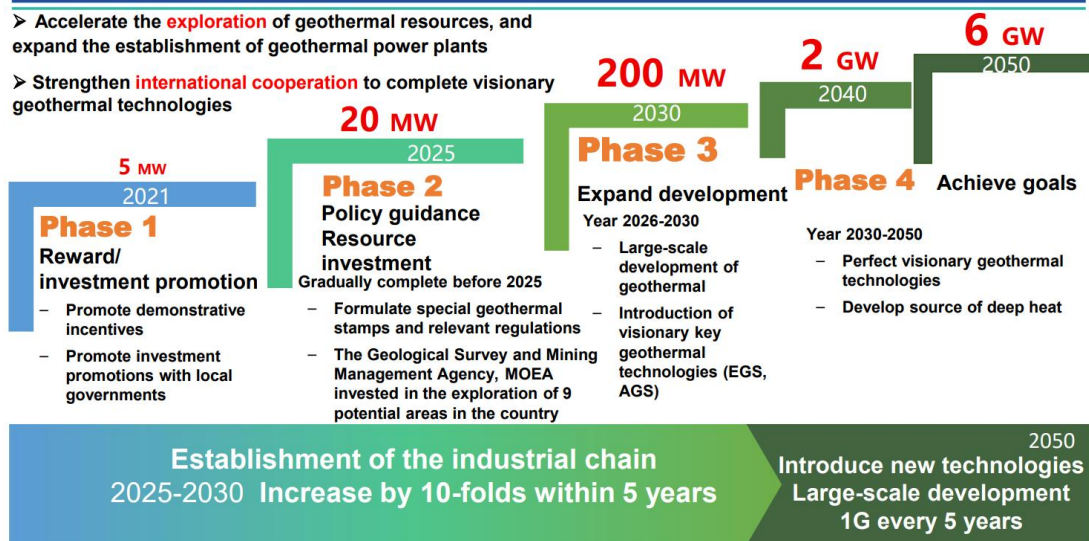 ➤ Accelerate the exploration of geothermal resources, and
expand the establishment of geothermal power plants
➤ Strengthen international cooperation to complete visionary
geothermal technologies
5 MW
2021
Phase 1
Reward/
investment promotion
– Promote demonstrative
incentives
– Promote investment
promotions with local
governments
20 MW
2025
Phase 2
Policy guidance
Resource
investment
Gradually complete before 2025
– Formulate special geothermal
stamps and relevant regulations
– The Geological Survey and Mining
Management Agency, MOEA
invested in the exploration of 9
potential areas in the country
200 MW
2030
Phase 3
Expand development
Year 2026-2030
– Large-scale
development of
geothermal
– Introduction of
visionary key
geothermal
technologies (EGS,
AGS)
2 GW
2040
Phase 4
6 GW
2050
Achieve goals
Year 2030-2050
– Perfect visionary geothermal
technologies
– Develop source of deep heat
Establishment of the industrial chain
2025-2030 Increase by 10-folds within 5 years
2050
Introduce new technologies
Large-scale development
1G every 5 years